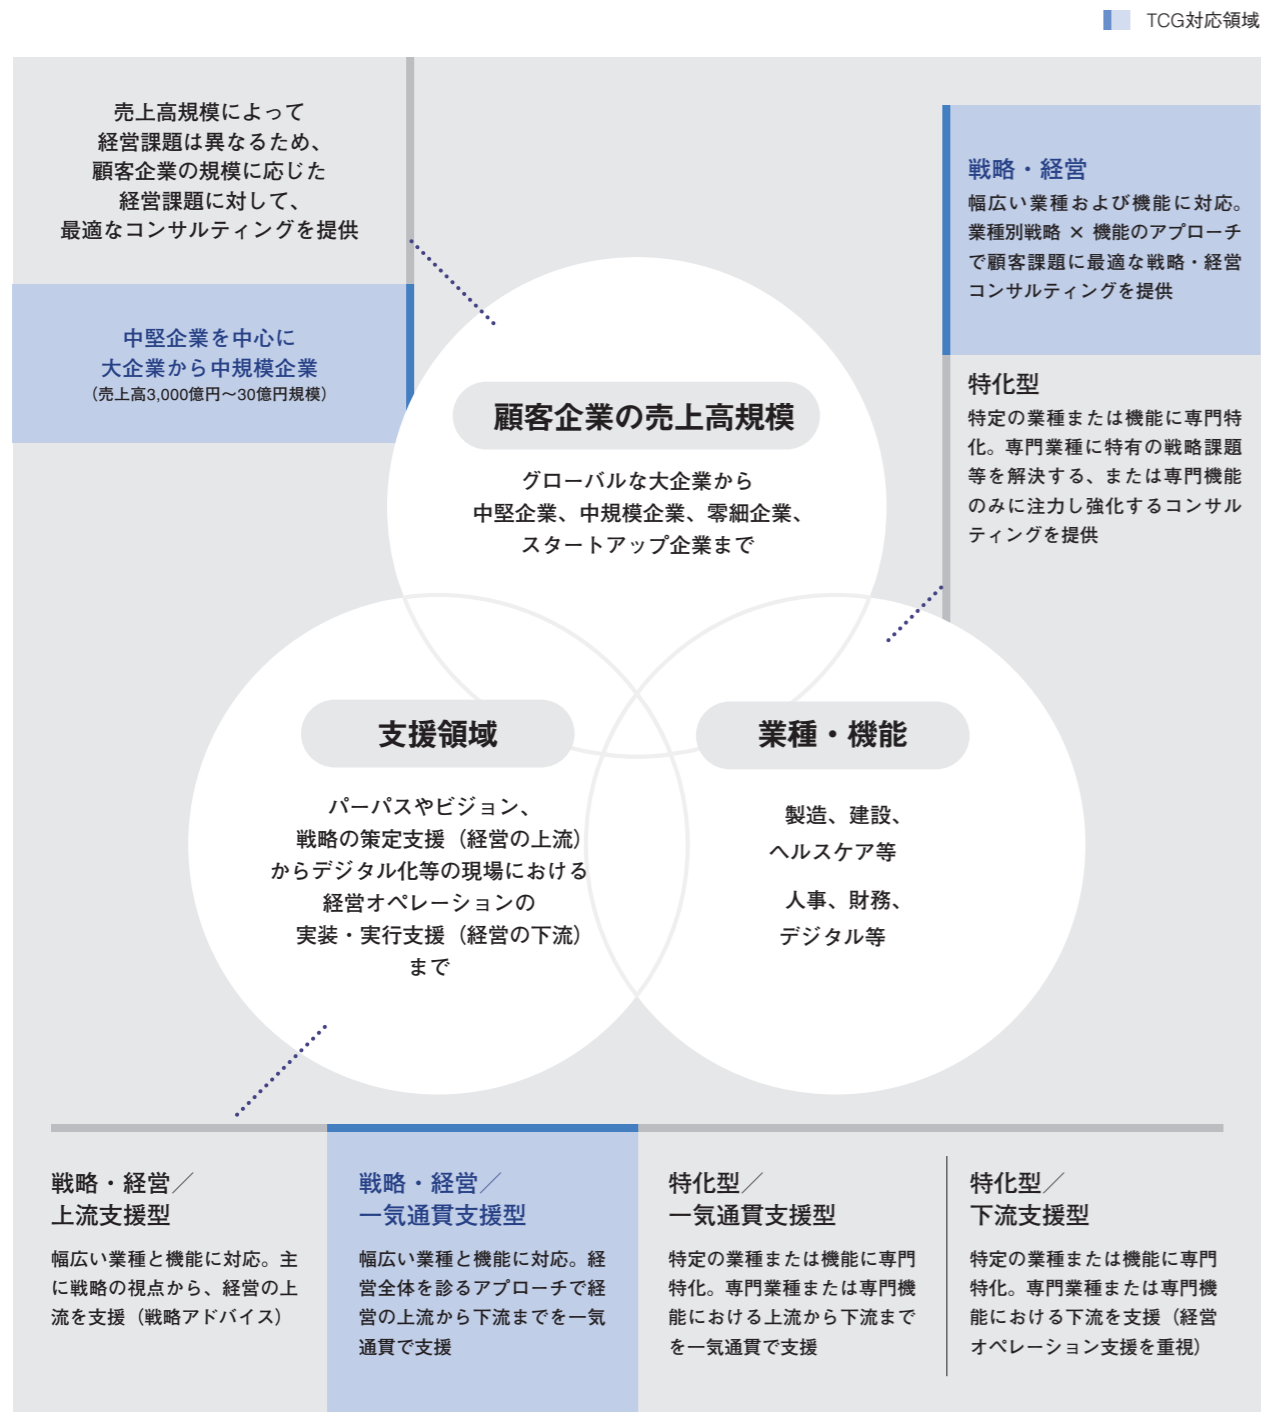 TCG対応領域
売上高規模によって
経営課題は異なるため、
顧客企業の規模に応じた
経営課題に対して、
最適なコンサルティングを提供
中堅企業を中心に
大企業から中規模企業
（売上高3,000億円～30億円規模）
戦略・経営
幅広い業種および機能に対応。
業種別戦略 × 機能のアプローチ
で顧客課題に最適な戦略・経営
コンサルティングを提供
特化型
特定の業種または機能に専門特
化。専門業種に特有の戦略課題
等を解決する、または専門機能
のみに注力し強化するコンサル
ティングを提供
顧客企業の売上高規模
グローバルな大企業から
中堅企業、中規模企業、零細企業、
スタートアップ企業まで
支援領域
パーパスやビジョン、
戦略の策定支援（経営の上流）
からデジタル化等の現場における
経営オペレーションの
実装・実行支援（経営の下流）
まで
業種・機能
製造、建設、
ヘルスケア等
人事、財務、
デジタル等
戦略・経営／
上流支援型
幅広い業種と機能に対応。主
に戦略の視点から、経営の上
流を支援（戦略アドバイス）
戦略・経営／
一気通貫支援型
幅広い業種と機能に対応。経
営全体を診るアプローチで経
営の上流から下流までを一気
通貫で支援
特化型／
一気通貫支援型
特定の業種または機能に専門
特化。専門業種または専門機
能における上流から下流まで
を一気通貫で支援
特化型／
下流支援型
特定の業種または機能に専門
特化。専門業種または専門機
能における下流を支援（経営
オペレーション支援を重視）